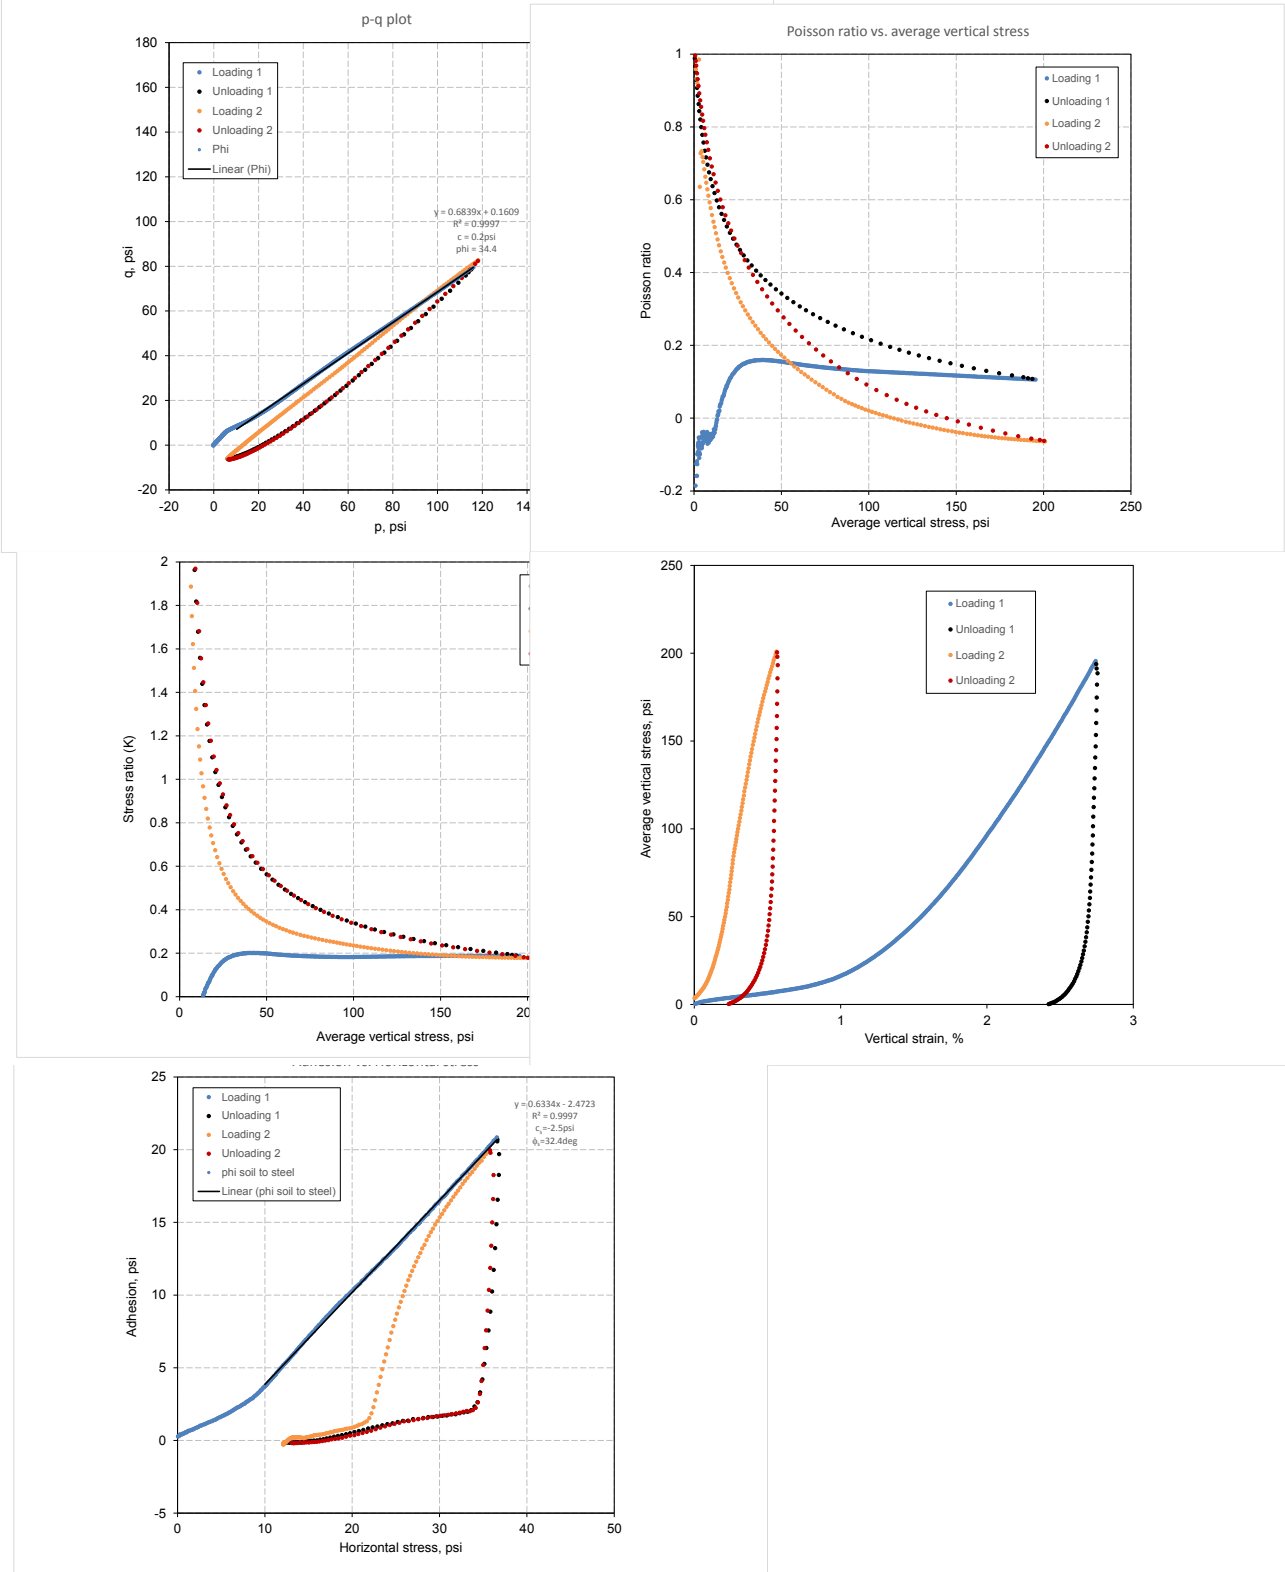 p-q plot
180
160
140
120
100
80
60
40
20
0
-20
q, psi
Loading 1
Unloading 1
Loading 2
Unloading 2
Phi
Linear (Phi)
y = 0.6839x + 0.1609
R² = 0.9997
c = 0.2psi
phi = 34.4
-20 0 20 40 60 80 100 120
p, psi
Poisson ratio vs. average vertical stress
1
0.8
0.6
0.4
0.2
0
-0.2
Poisson ratio
Loading 1
Unloading 1
Loading 2
Unloading 2
0 50 100 150 200 250
Average vertical stress, psi
2
1.8
1.6
1.4
1.2
1
0.8
0.6
0.4
0.2
0
Stress ratio (K)
0 50 100 150
Average vertical stress, psi
250
200
150
100
50
0
Average vertical stress, psi
Loading 1
Unloading 1
Loading 2
Unloading 2
0 1 2 3
Vertical strain, %
25
20
15
10
5
0
-5
Adhesion, psi
Loading 1
Unloading 1
Loading 2
Unloading 2
phi soil to steel
Linear (phi soil to steel)
y = 0.6334x - 2.4723
R² = 0.9997
cₛ=-2.5psi
ϕₛ=32.4deg
0 10 20 30 40 50
Horizontal stress, psi